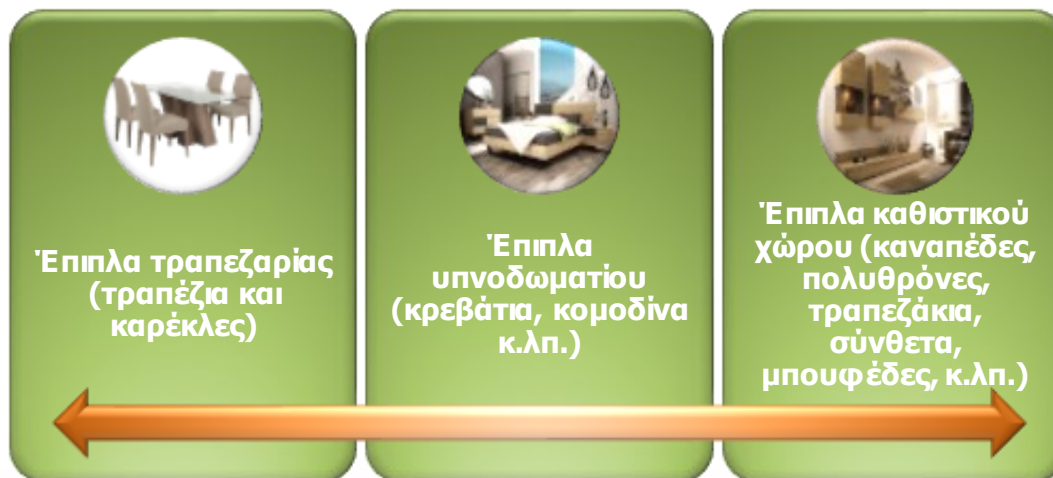 Έπιπλα τραπεζαρίας
(τραπέζια και
καρέκλες)
Έπιπλα
υπνοδωματίου
(κρεβάτια, κομοδίνα
κ.λπ.)
Έπιπλα καθιστικού
χώρου (καναπέδες,
πολυθρόνες,
τραπεζάκια,
σύνθετα,
μπουφέδες, κ.λπ.)